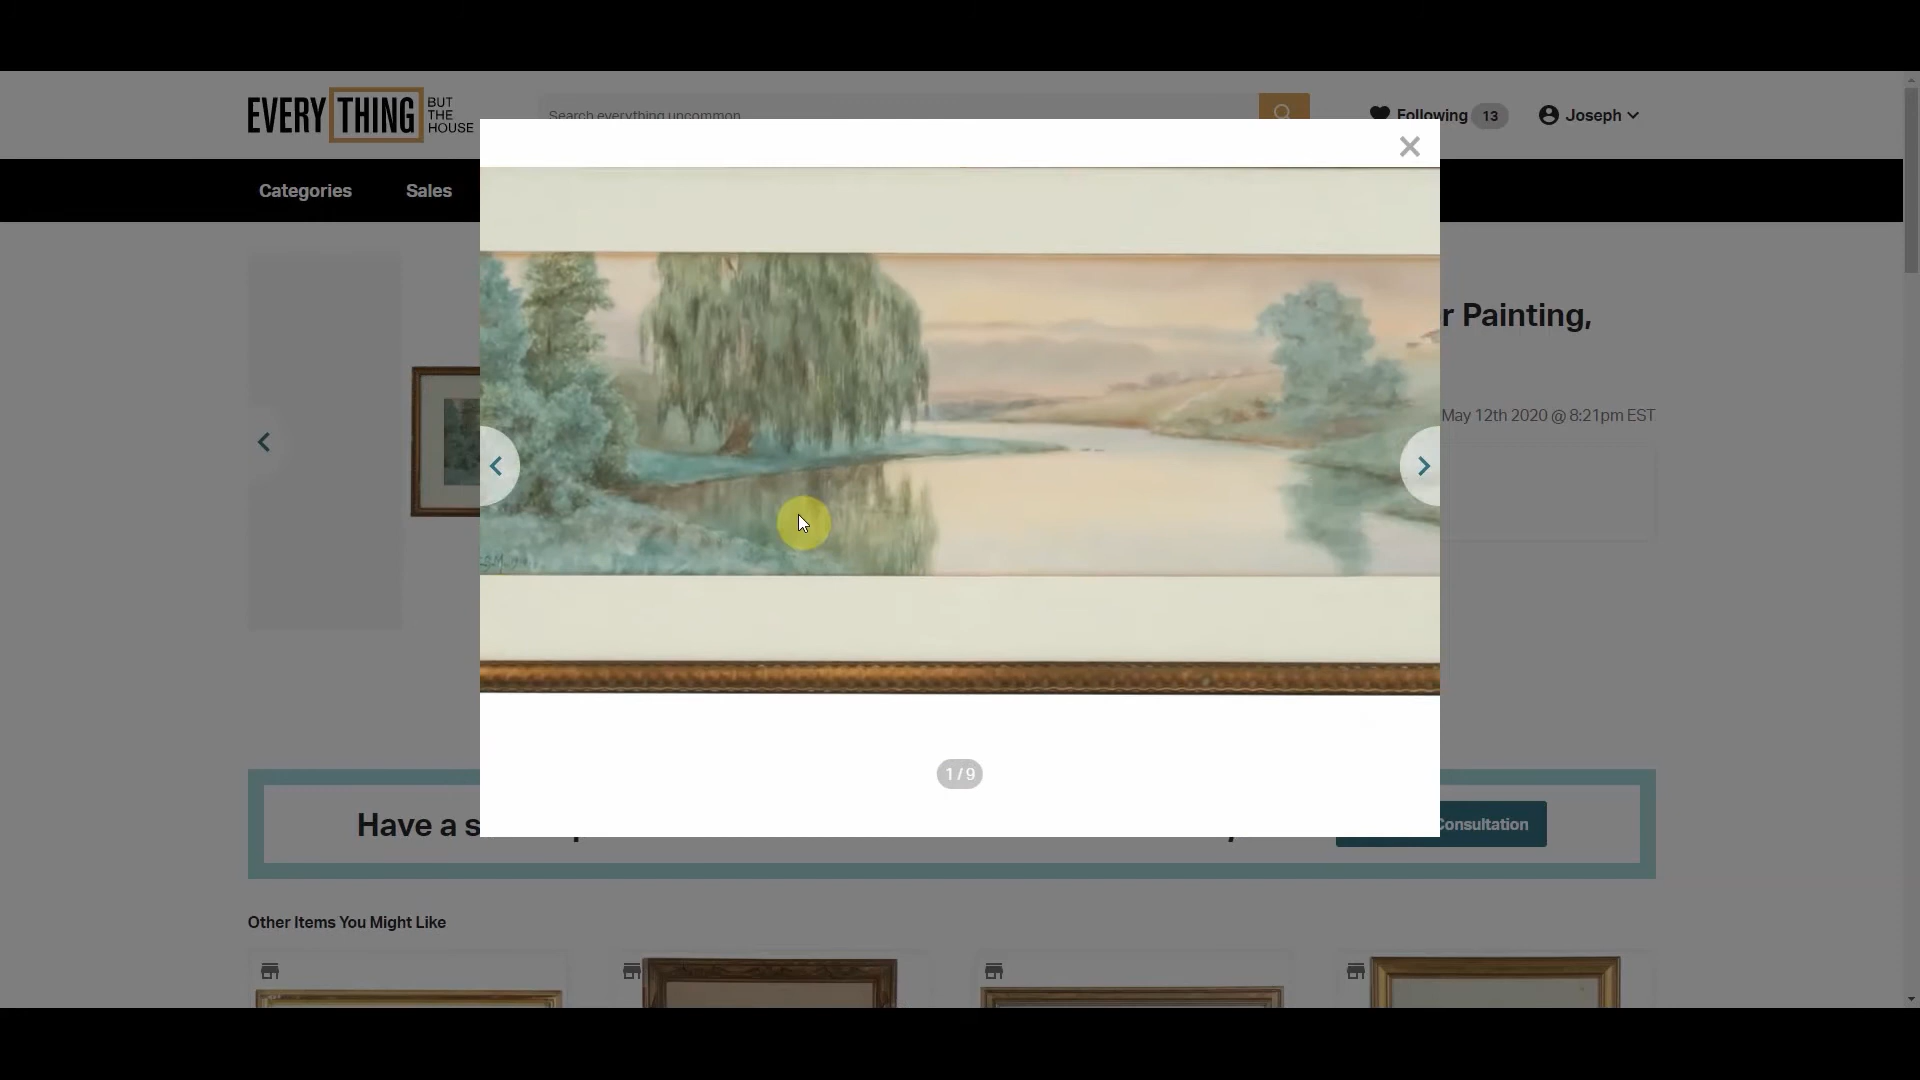 EVERY THING BUT THE HOUSE
Search everything uncommon
Following 13
Joseph
Categories Sales
r Painting,
May 12th 2020 @ 8:21pm EST
1 / 9
Have a s
Consultation
Other Items You Might Like